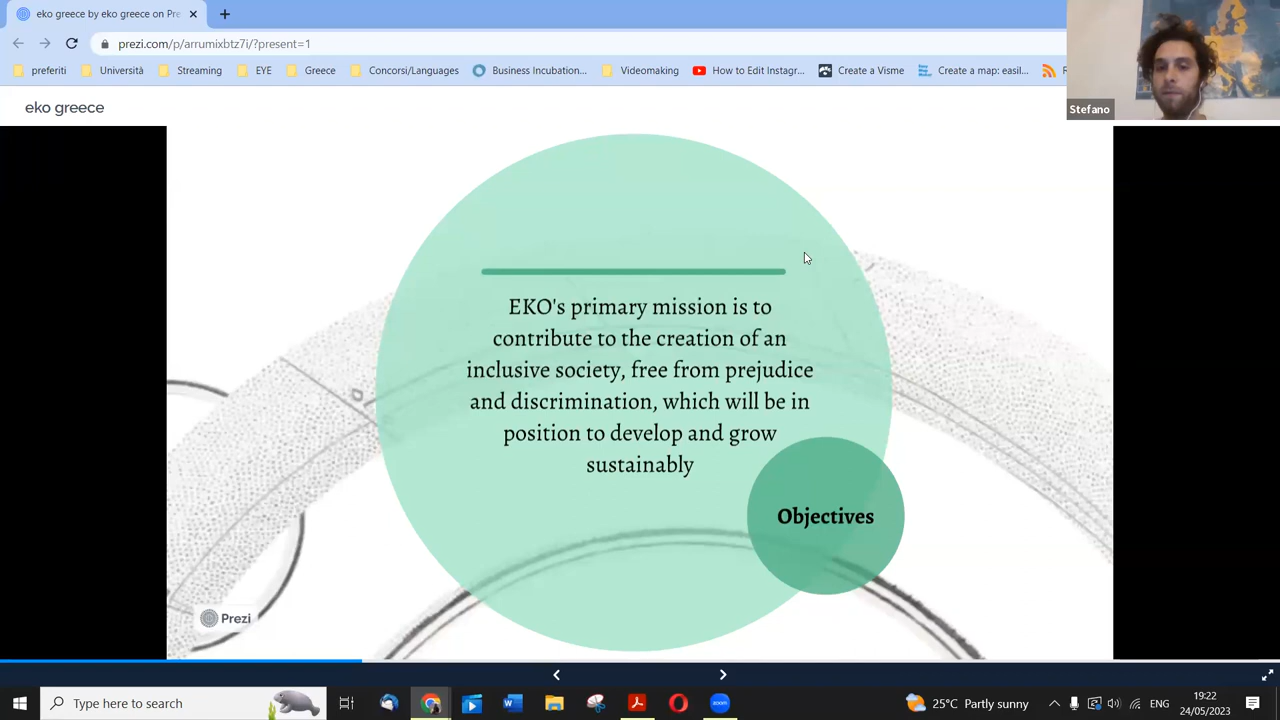 eko greece by eko greece on Pre
prezi.com/p/arrumixbtz7i/?present=1
preferiti
Università
Streaming
EYE
Greece
Concorsi/Language
Business Incubation...
Videomaking
How to Edit Instagr...
Create a Visme
Create a map: easil...
Stefano
eko greece
EKO's primary mission is to
contribute to the creation of an
inclusive society, free from prejudice
and discrimination, which will be in
position to develop and grow
sustainably
Objectives
Prezi
Type here to search
zoom
25°C Partly sunny
ENG
19:22
24/05/2023